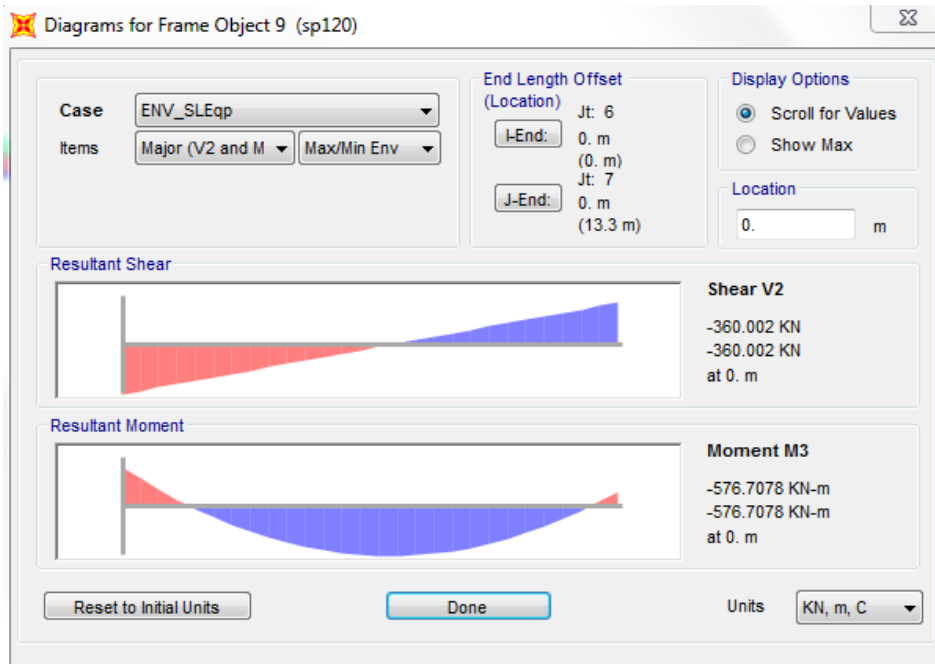 Diagrams for Frame Object 9 (sp120)
Case ENV_SLEqp
Items Major (V2 and M Max/Min Env
End Length Offset
(Location)
Jt: 6
I-End: 0. m
(0. m)
Jt: 7
J-End: 0. m
(13.3 m)
Display Options
Scroll for Values
Show Max
Location
0. m
Resultant Shear
Shear V2
-360.002 KN
-360.002 KN
at 0. m
Resultant Moment
Moment M3
-576.7078 KN-m
-576.7078 KN-m
at 0. m
Reset to Initial Units Done Units KN, m, C